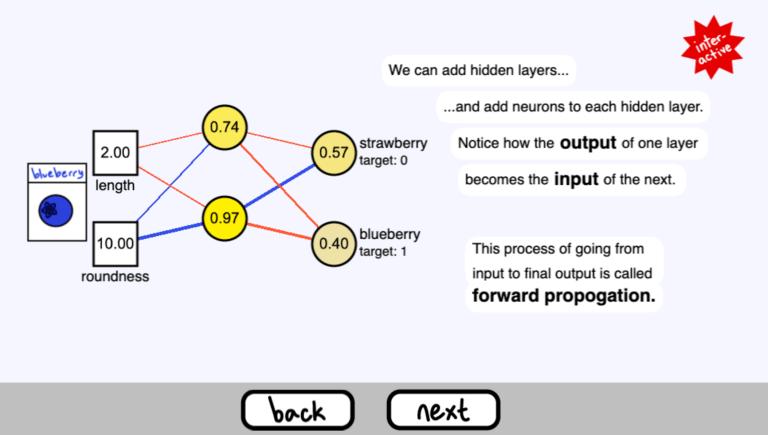 inter-
active
We can add hidden layers...
...and add neurons to each hidden layer.
Notice how the output of one layer
becomes the input of the next.
This process of going from
input to final output is called
forward propogation.
blueberry
2.00
length
10.00
roundness
0.74
0.97
0.57
strawberry
target: 0
0.40
blueberry
target: 1
back
next